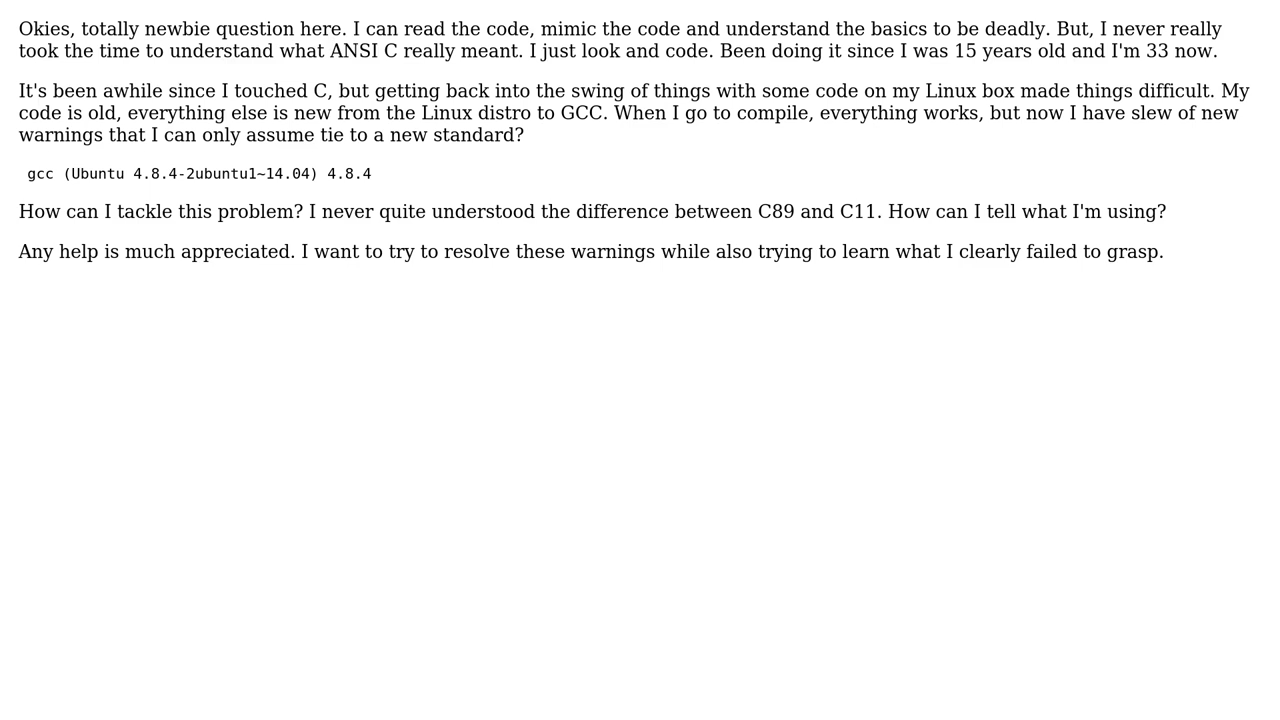 Okies, totally newbie question here. I can read the code, mimic the code and understand the basics to be deadly. But, I never really
took the time to understand what ANSI C really meant. I just look and code. Been doing it since I was 15 years old and I'm 33 now.
It's been awhile since I touched C, but getting back into the swing of things with some code on my Linux box made things difficult. My
code is old, everything else is new from the Linux distro to GCC. When I go to compile, everything works, but now I have slew of new
warnings that I can only assume tie to a new standard?
gcc (Ubuntu 4.8.4-2ubuntu1~14.04) 4.8.4
How can I tackle this problem? I never quite understood the difference between C89 and C11. How can I tell what I'm using?
Any help is much appreciated. I want to try to resolve these warnings while also trying to learn what I clearly failed to grasp.